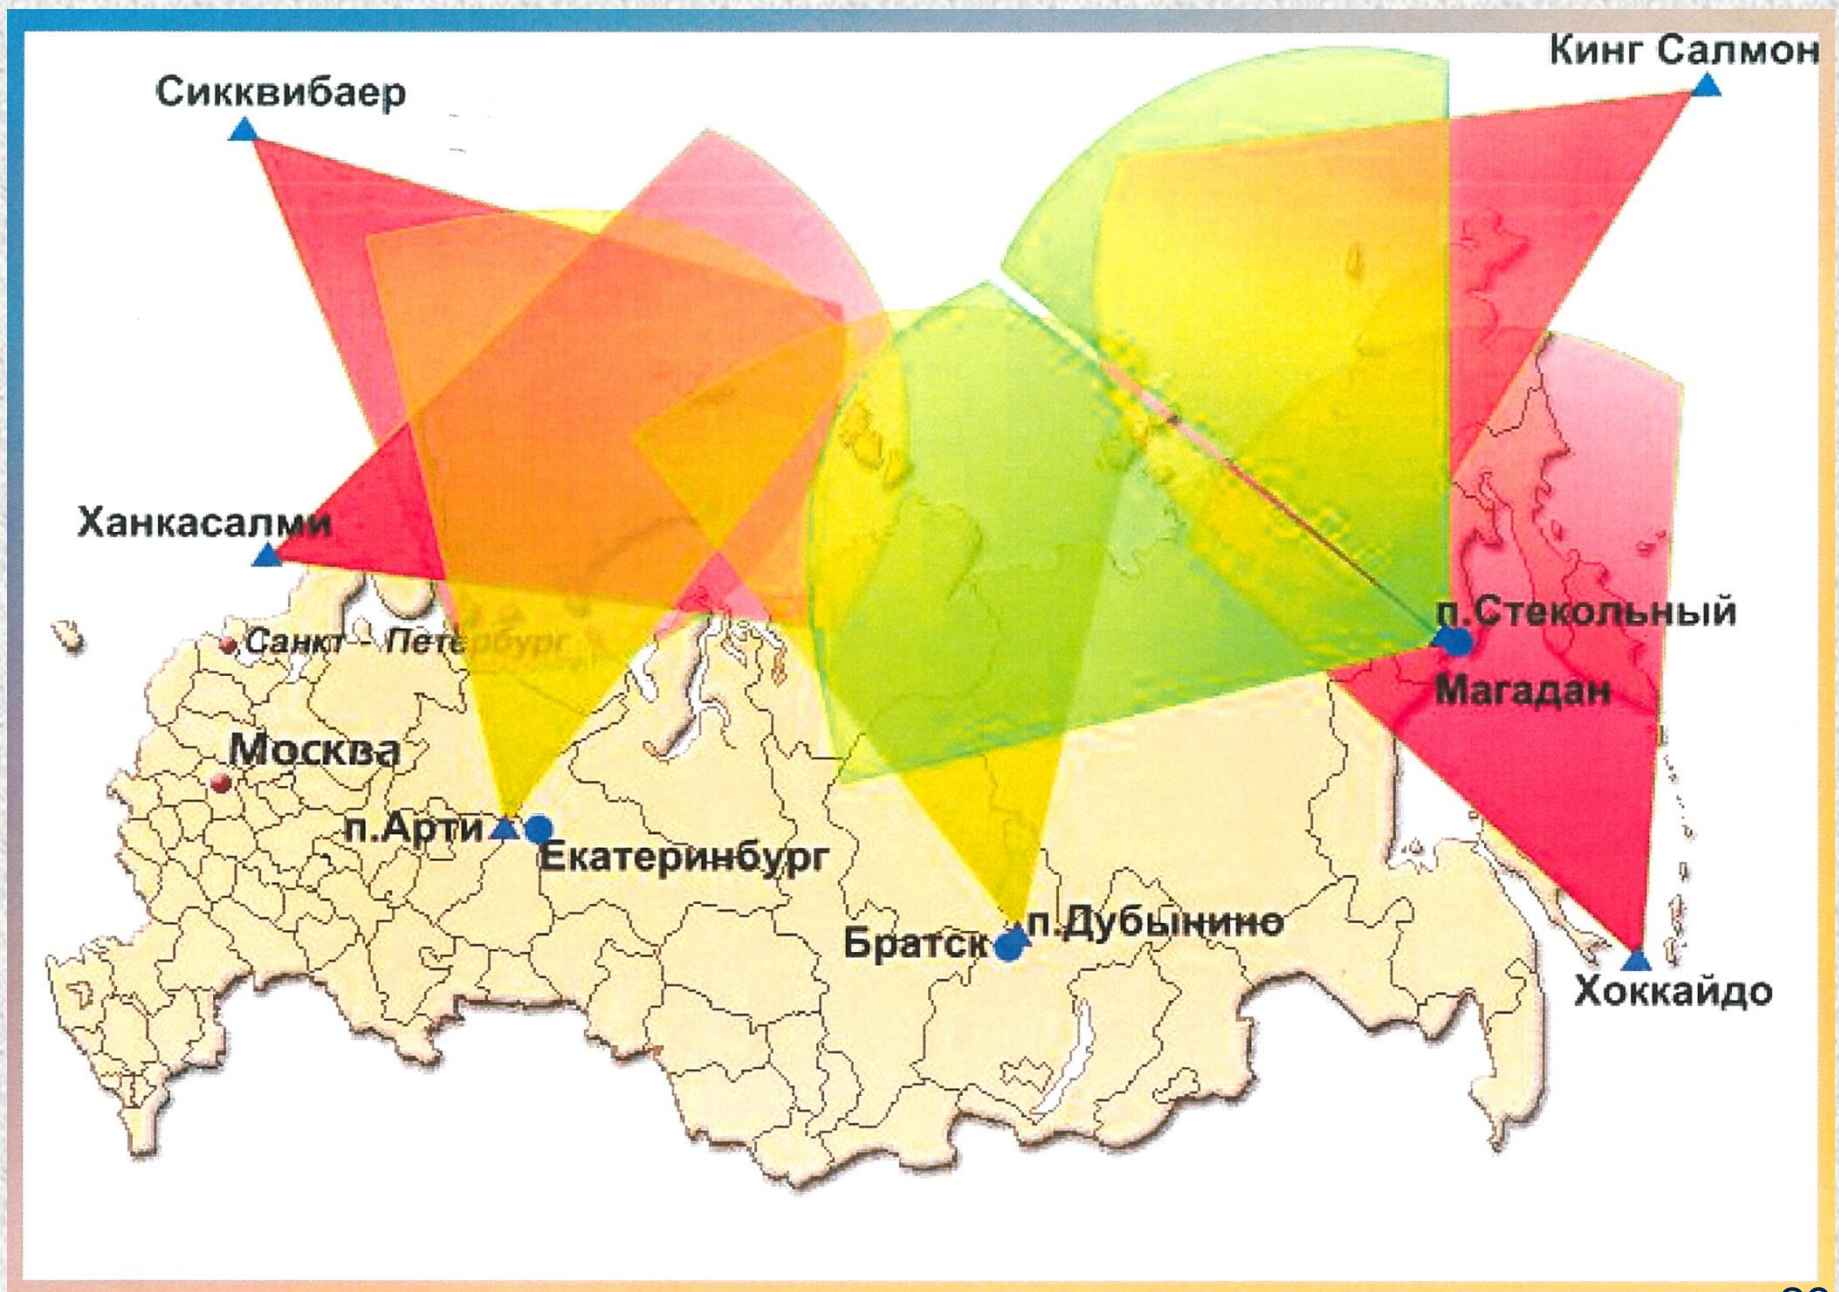 Кинг Салмон
Сикквибаер
Ханкасалми
п.Стекольный
Санкт - Петербург
Магадан
Москва
п.Арти
Екатеринбург
п.Дубынино
Братск
Хоккайдо